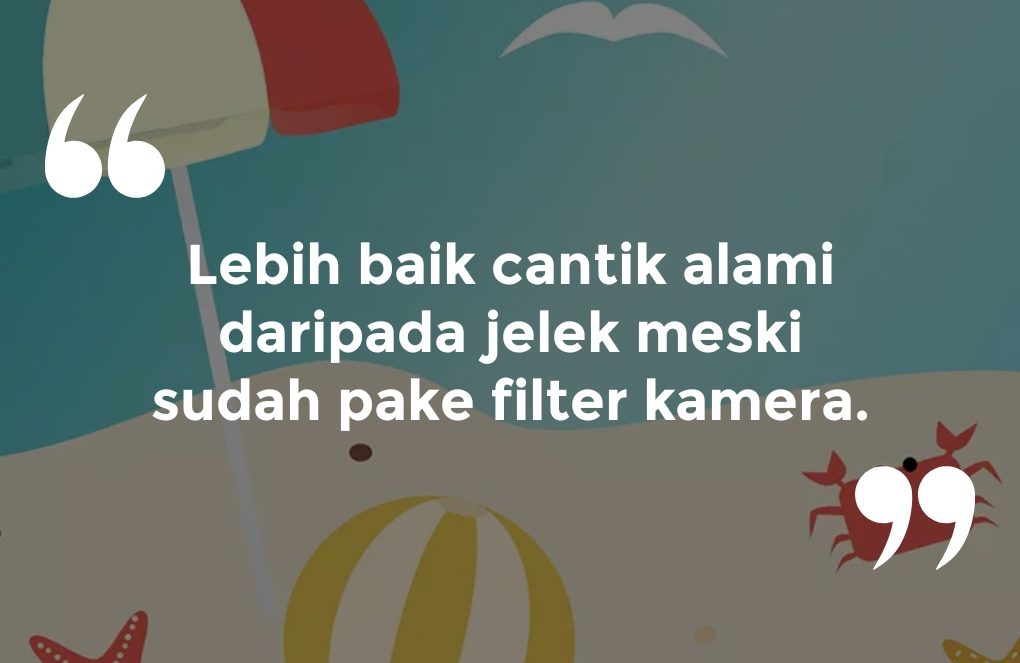 “
Lebih baik cantik alami
daripada jelek meski
sudah pake filter kamera.
”